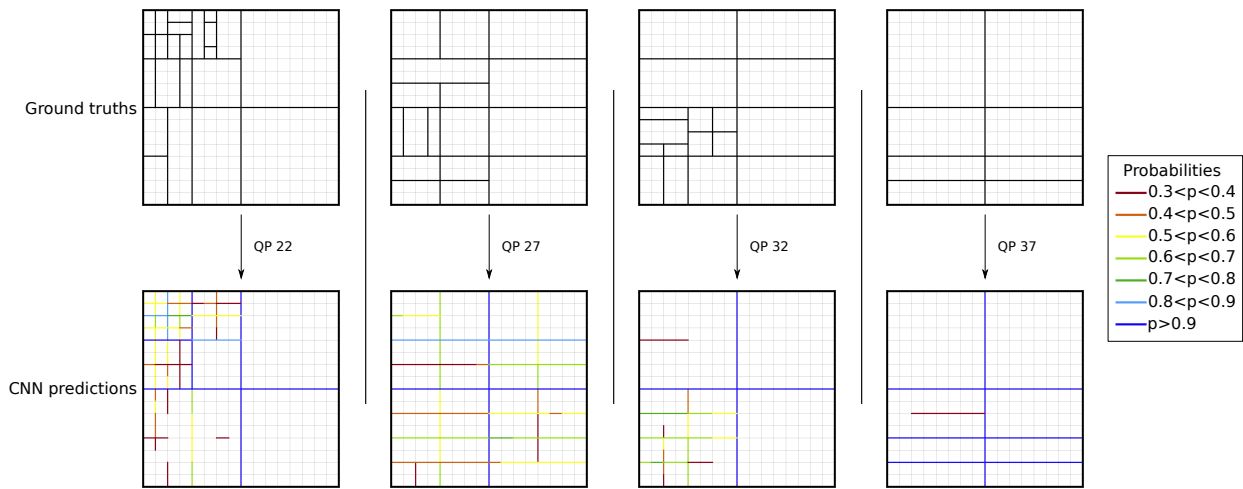 Ground truths
QP 22
QP 27
QP 32
QP 37
CNN predictions
Probabilities
0.3<p<0.4
0.4<p<0.5
0.5<p<0.6
0.6<p<0.7
0.7<p<0.8
0.8<p<0.9
p>0.9